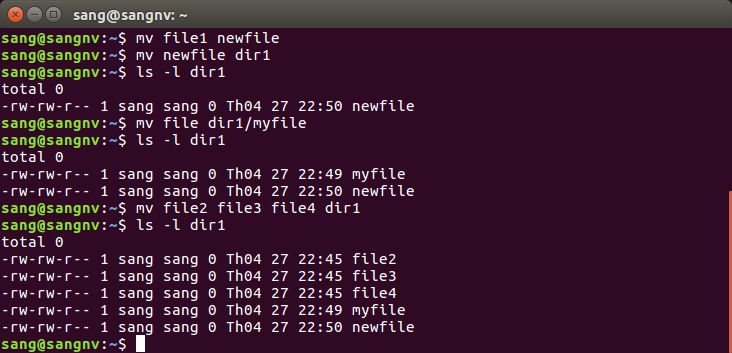 sang@sangnv: ~
sang@sangnv:~$ mv file1 newfile
sang@sangnv:~$ mv newfile dir1
sang@sangnv:~$ ls -l dir1
total 0
-rw-rw-r-- 1 sang sang 0 Th04 27 22:50 newfile
sang@sangnv:~$ mv file dir1/myfile
sang@sangnv:~$ ls -l dir1
total 0
-rw-rw-r-- 1 sang sang 0 Th04 27 22:49 myfile
-rw-rw-r-- 1 sang sang 0 Th04 27 22:50 newfile
sang@sangnv:~$ mv file2 file3 file4 dir1
sang@sangnv:~$ ls -l dir1
total 0
-rw-rw-r-- 1 sang sang 0 Th04 27 22:45 file2
-rw-rw-r-- 1 sang sang 0 Th04 27 22:45 file3
-rw-rw-r-- 1 sang sang 0 Th04 27 22:45 file4
-rw-rw-r-- 1 sang sang 0 Th04 27 22:49 myfile
-rw-rw-r-- 1 sang sang 0 Th04 27 22:50 newfile
sang@sangnv:~$